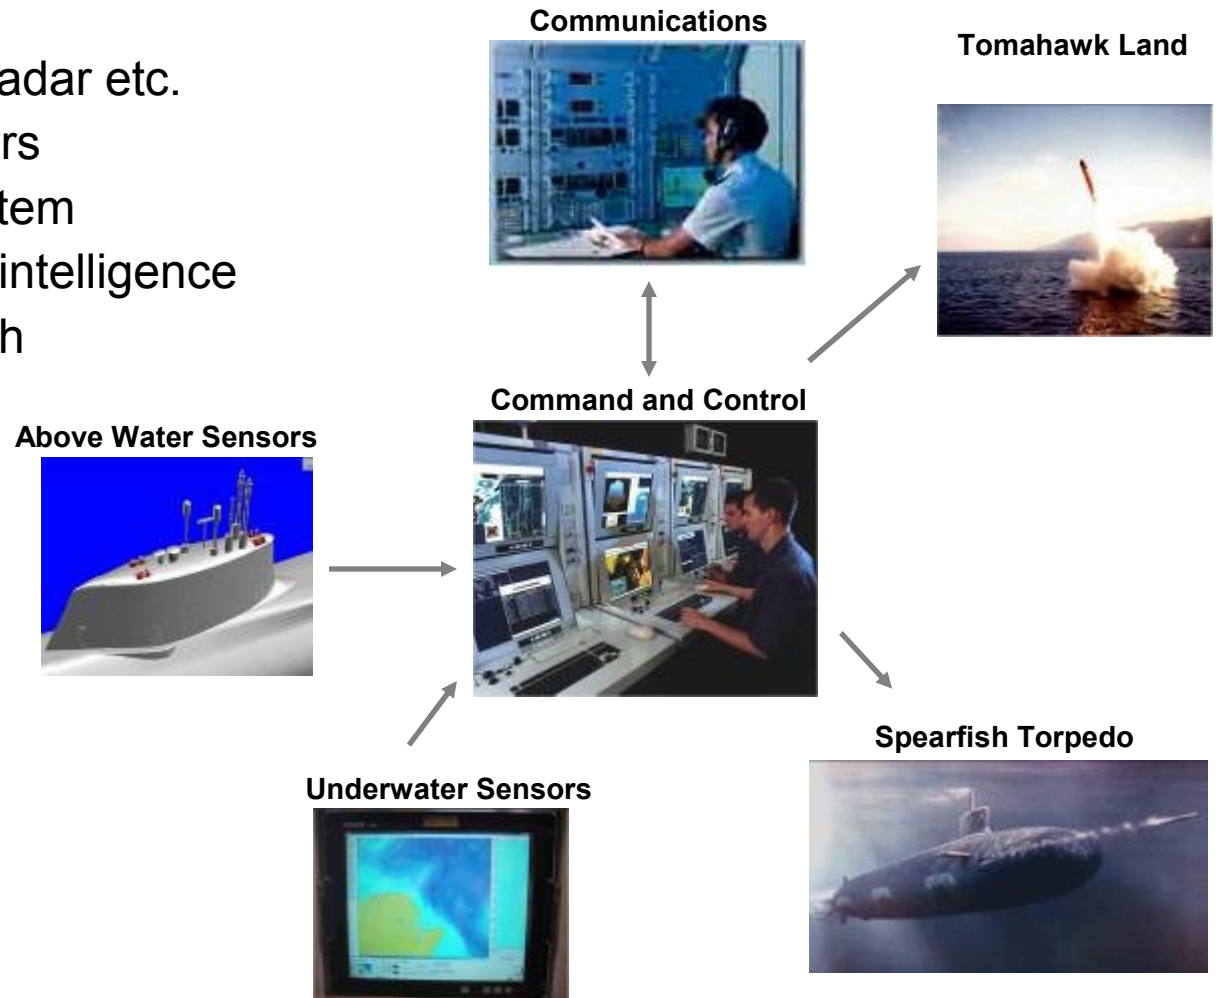 adar etc.
rs
tem
intelligence
h
Communications
Tomahawk Land
Command and Control
Above Water Sensors
Spearfish Torpedo
Underwater Sensors